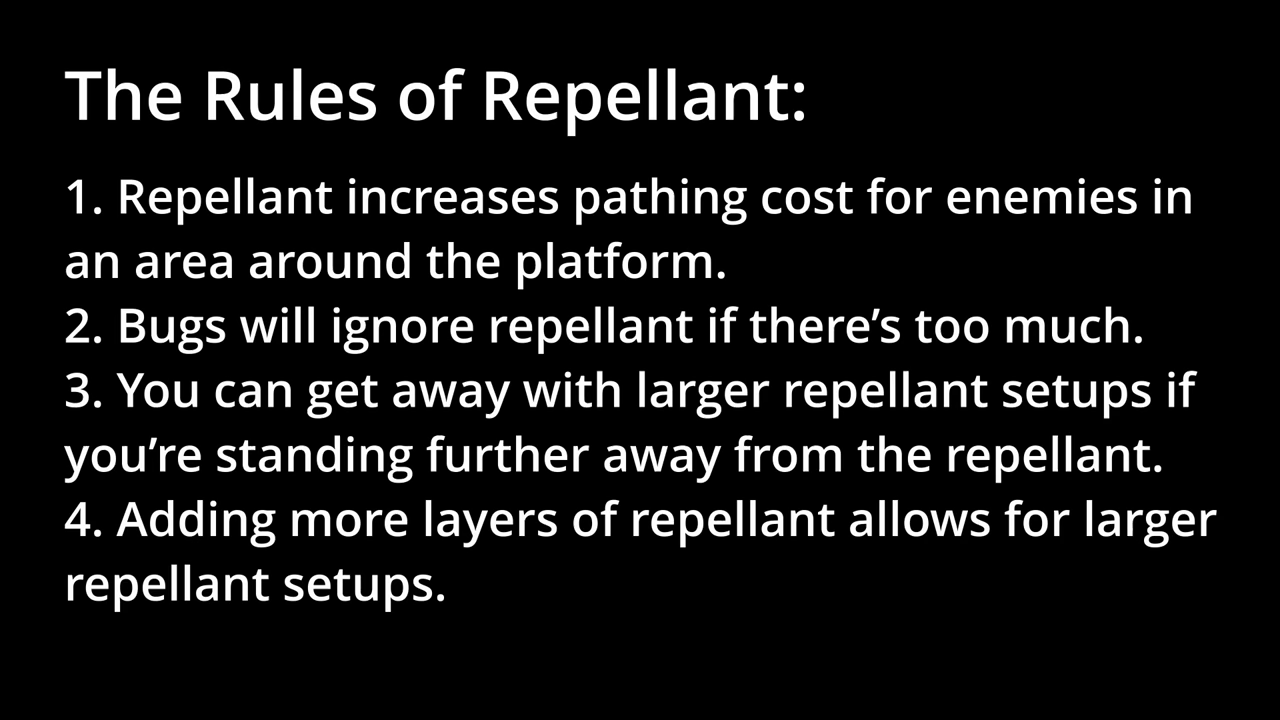 The Rules of Repellant:
1. Repellant increases pathing cost for enemies in
an area around the platform.
2. Bugs will ignore repellant if there’s too much.
3. You can get away with larger repellant setups if
you’re standing further away from the repellant.
4. Adding more layers of repellant allows for larger
repellant setups.